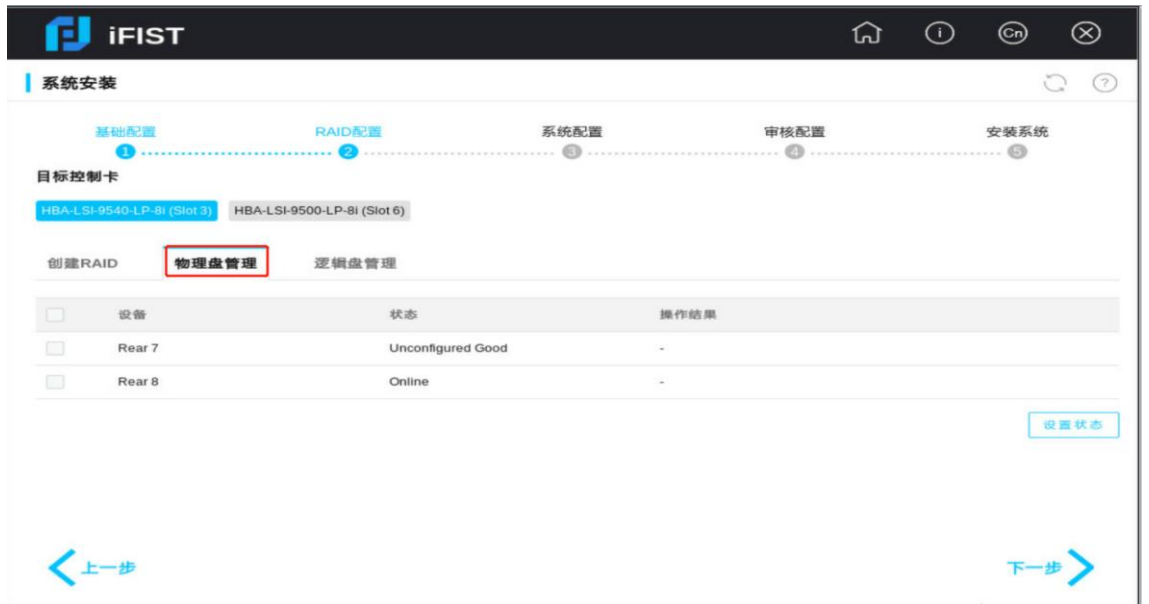 iFIST
Cn
系统安装
基础配置 RAID配置 系统配置 审核配置 安装系统
1 2 3 4 5
目标控制卡
HBA-LSI-9540-LP-8i (Slot 3) HBA-LSI-9500-LP-8i (Slot 6)
创建RAID 物理盘管理 逻辑盘管理
设备 状态 操作结果
Rear 7 Unconfigured Good -
Rear 8 Online -
设置状态
上一步 下一步